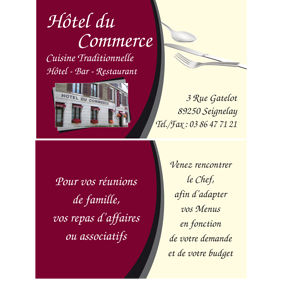 Hôtel du
Commerce
Cuisine Traditionnelle
Hôtel - Bar - Restaurant
HOTEL DU COMMERCE
3 Rue Gatelot
89250 Seignelay
Tel./Fax : 03 86 47 71 21
Pour vos réunions
de famille,
vos repas d'affaires
ou associatifs
Venez rencontrer
le Chef,
afin d'adapter
vos Menus
en fonction
de votre demande
et de votre budget